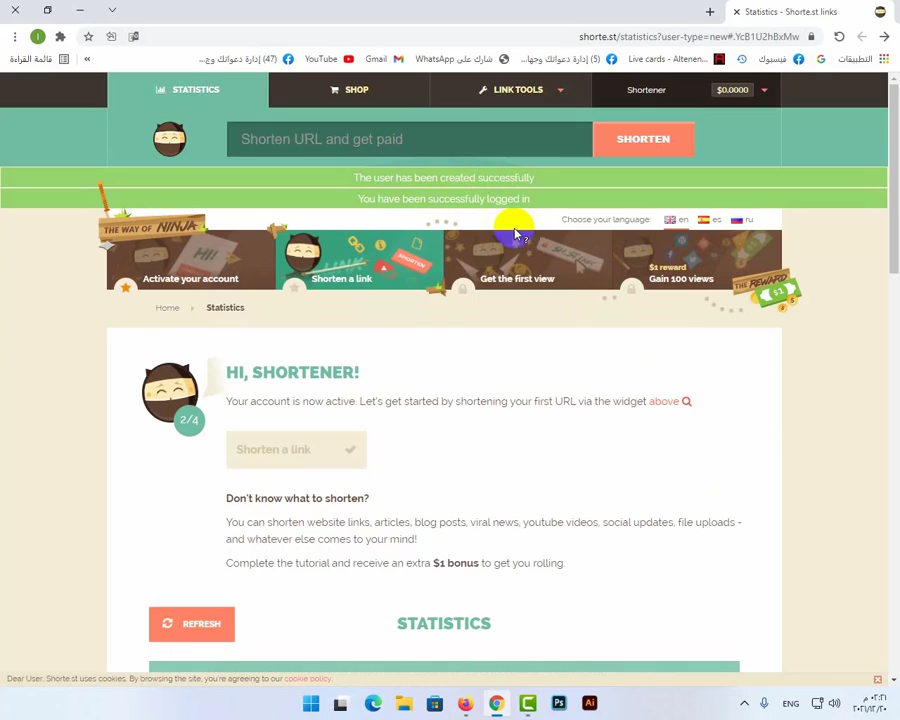 Statistics - Shorte.st links
shorte.st/statistics?user-type=new#.YcB1U2hBxMw
قائمة القراءة
(47) إدارة دعواتك وج...
YouTube
Gmail
شارك على WhatsApp
(5) إدارة دعواتك وجها...
Live cards - Altenen...
فيسبوك
التطبيقات
STATISTICS
SHOP
LINK TOOLS
Shortener
$0.0000
Shorten URL and get paid
SHORTEN
The user has been created successfully
You have been successfully logged in
THE WAY OF NINJA
Choose your language:
en
es
ru
Activate your account
Shorten a link
Get the first view
$1 reward
Gain 100 views
THE REWARD
$1
Home
Statistics
HI, SHORTENER!
2/4
Your account is now active. Let's get started by shortening your first URL via the widget above
Shorten a link
Don't know what to shorten?
You can shorten website links, articles, blog posts, viral news, youtube videos, social updates, file uploads -
and whatever else comes to your mind!
Complete the tutorial and receive an extra $1 bonus to get you rolling
REFRESH
STATISTICS
Dear User, Shorte.st uses cookies. By browsing the site, you're agreeing to our cookie policy.
ENG